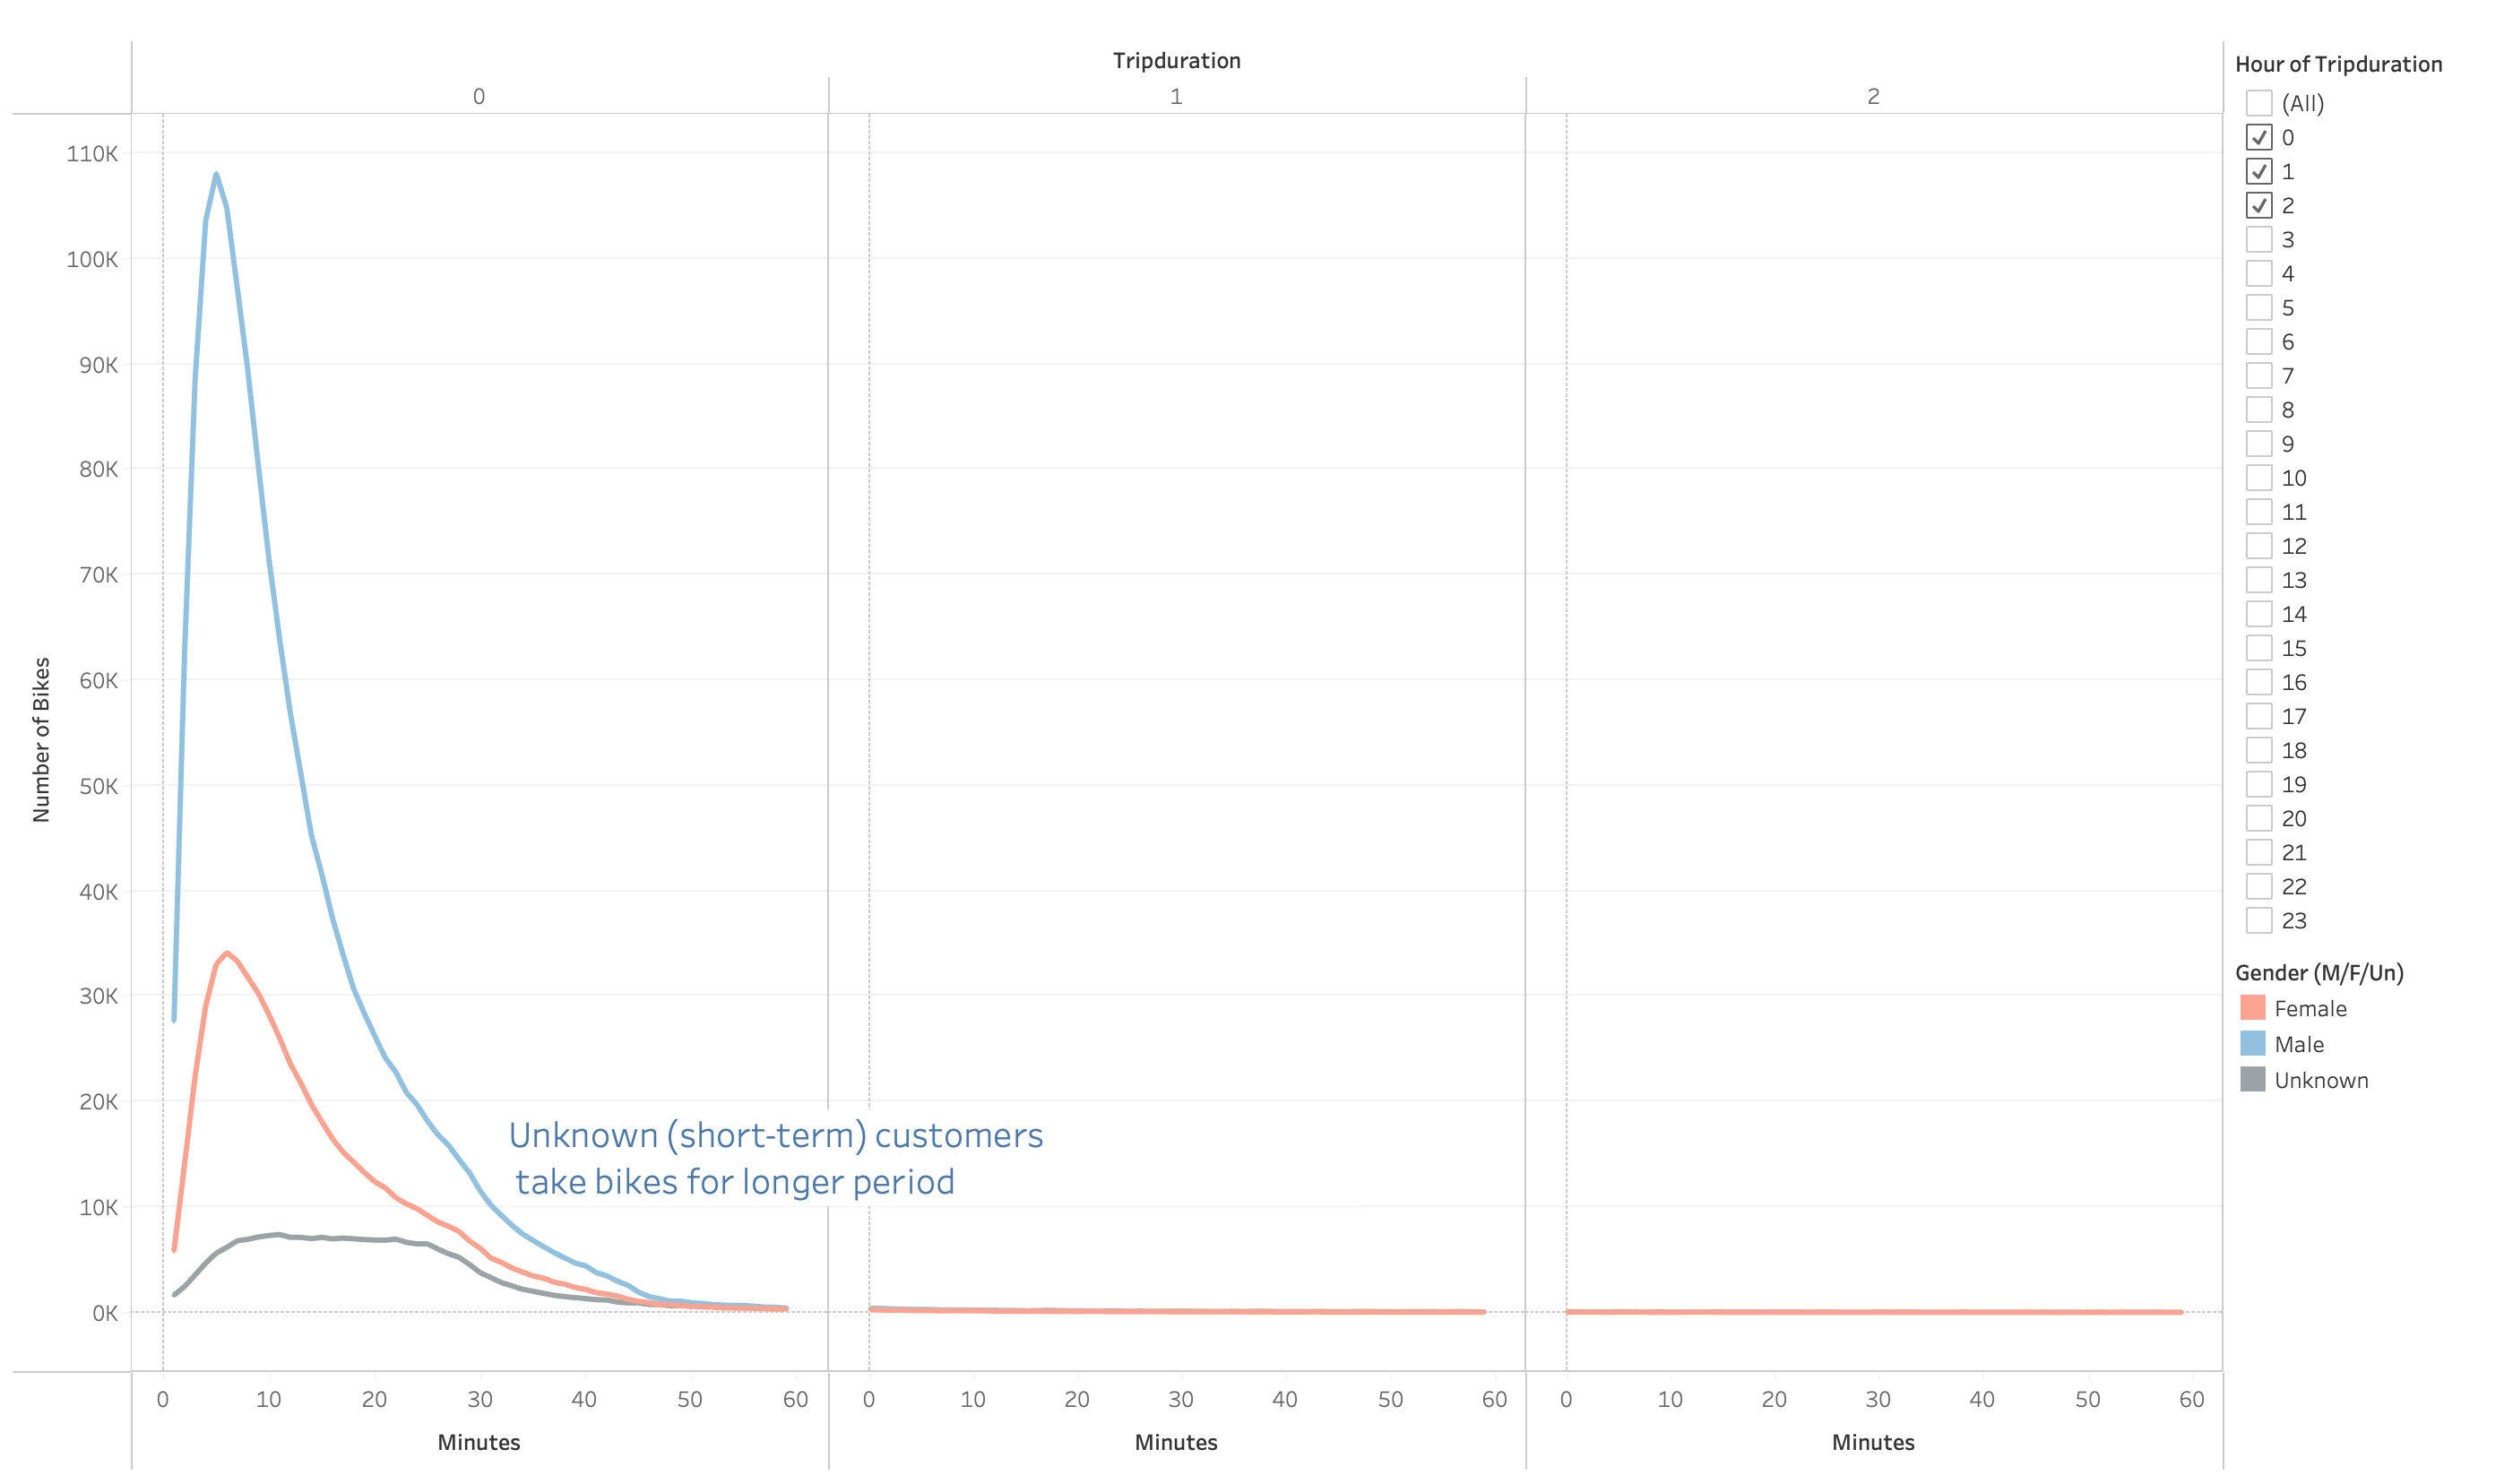 Tripduration
0 1 2
110K
100K
90K
80K
70K
60K
50K
40K
30K
20K
10K
0K
Number of Bikes
Unknown (short-term) customers
take bikes for longer period
0 10 20 30 40 50 60 0 10 20 30 40 50 60 0 10 20 30 40 50 60
Minutes Minutes Minutes
Hour of Tripduration
(All)
0
1
2
3
4
5
6
7
8
9
10
11
12
13
14
15
16
17
18
19
20
21
22
23
Gender (M/F/Un)
Female
Male
Unknown